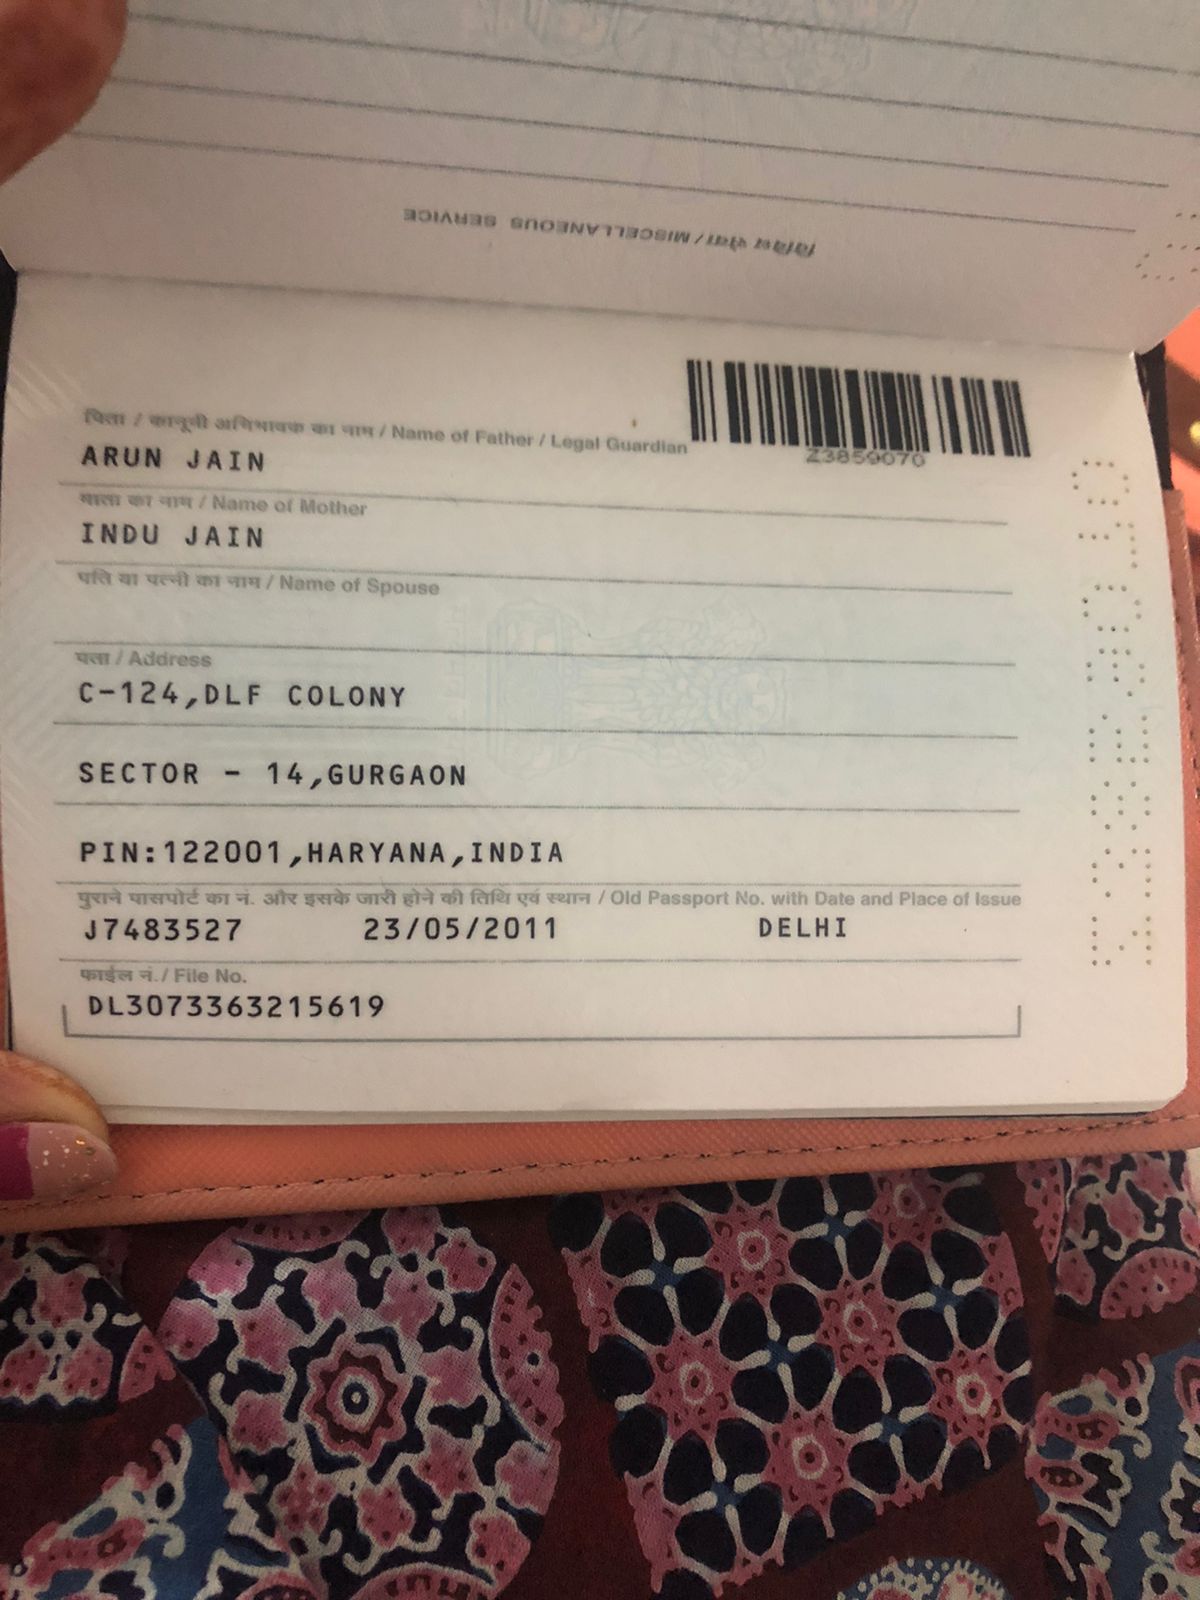 विविध सेवा / MISCELLANEOUS SERVICE
Z3859070
पिता / कानूनी अभिभावक का नाम / Name of Father / Legal Guardian
ARUN JAIN
माता का नाम / Name of Mother
INDU JAIN
पति या पत्नी का नाम / Name of Spouse
पता / Address
C-124,DLF COLONY
SECTOR - 14,GURGAON
PIN:122001,HARYANA,INDIA
पुराने पासपोर्ट का नं. और इसके जारी होने की तिथि एवं स्थान / Old Passport No. with Date and Place of Issue
J7483527 23/05/2011 DELHI
फाईल नं. / File No.
DL3073363215619